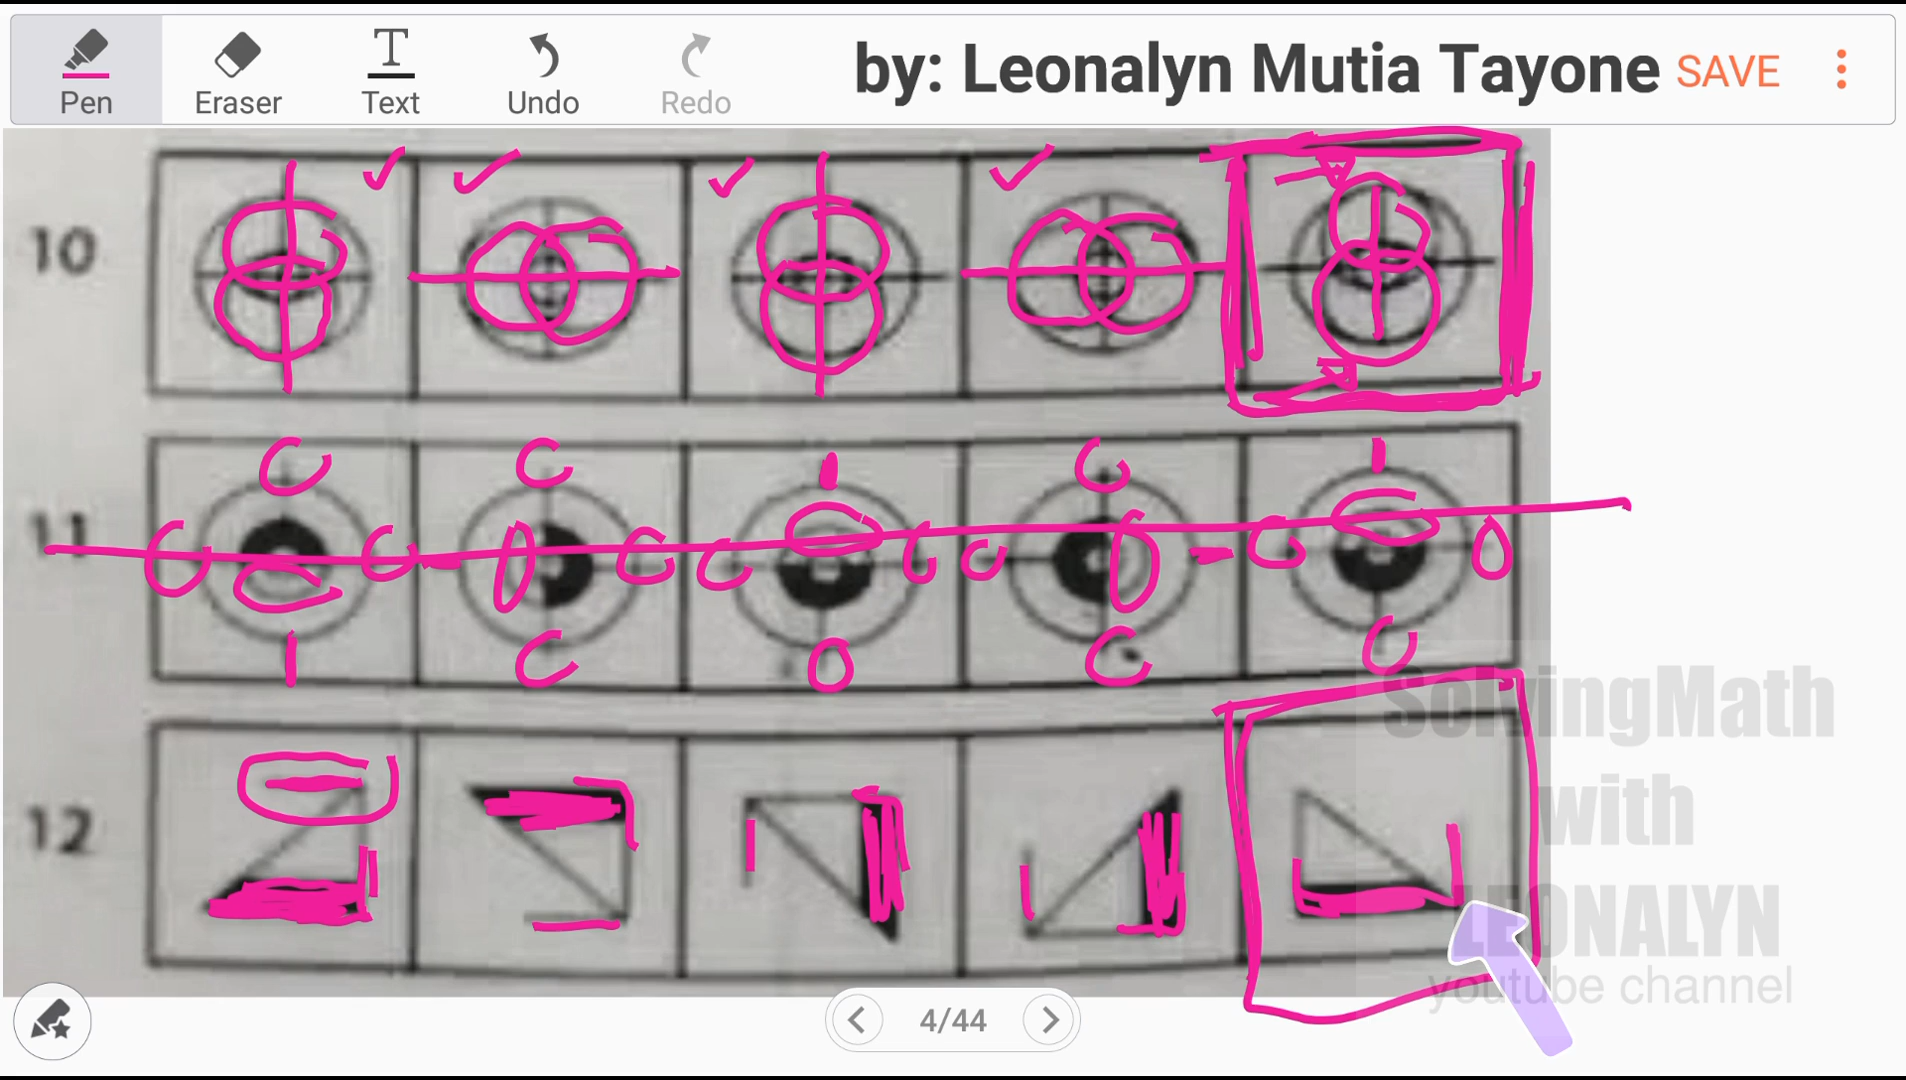 by: Leonalyn Mutia Tayone
SAVE
Pen
Eraser
Text
Undo
Redo
10
11
12
SolvingMath
with
LEONALYN
youtube channel
4/44